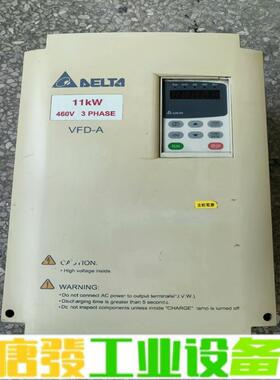 DELTA
11kW
460V 3 PHASE
VFD-A
CAUTION:
High voltage inside
WARNING:
Do not connect AC power to output terminals(U.V.W).
Discharging time is greater than 5 seconds.
Do not inspect components unless inside "CHARGE" lamp is turned off
唐發工业设备